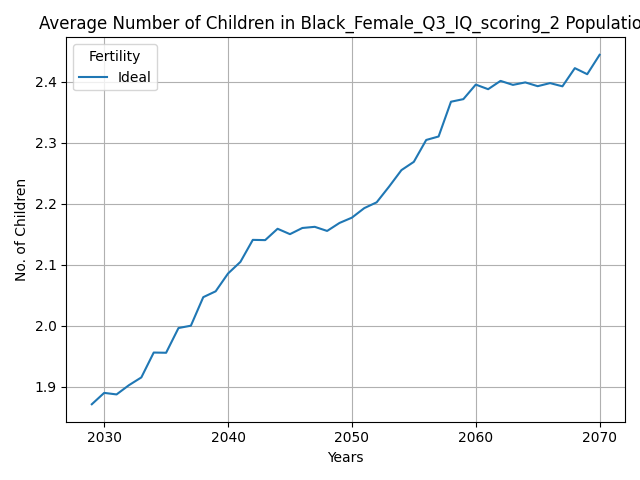 Average Number of Children in Black_Female_Q3_IQ_scoring_2 Populatio
Fertility
Ideal
No. of Children
2.4
2.3
2.2
2.1
2.0
1.9
2030 2040 2050 2060 2070
Years